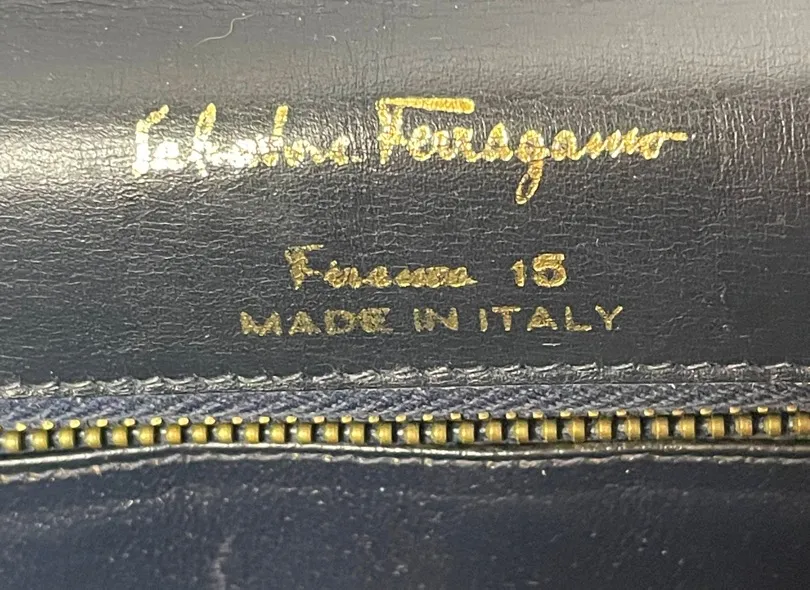 Salvatore Ferragamo
Firenze 15
MADE IN ITALY